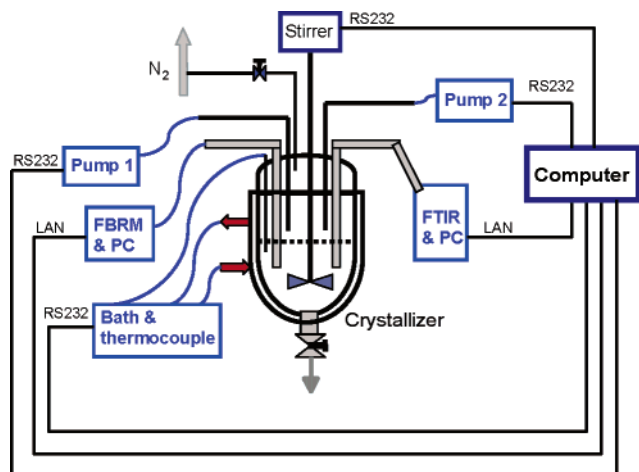 RS232
Stirrer
N2
RS232
Pump 2
Pump 1
RS232
Computer
FBRM
& PC
LAN
FTIR
& PC
LAN
RS232
Bath &
thermocouple
Crystallizer